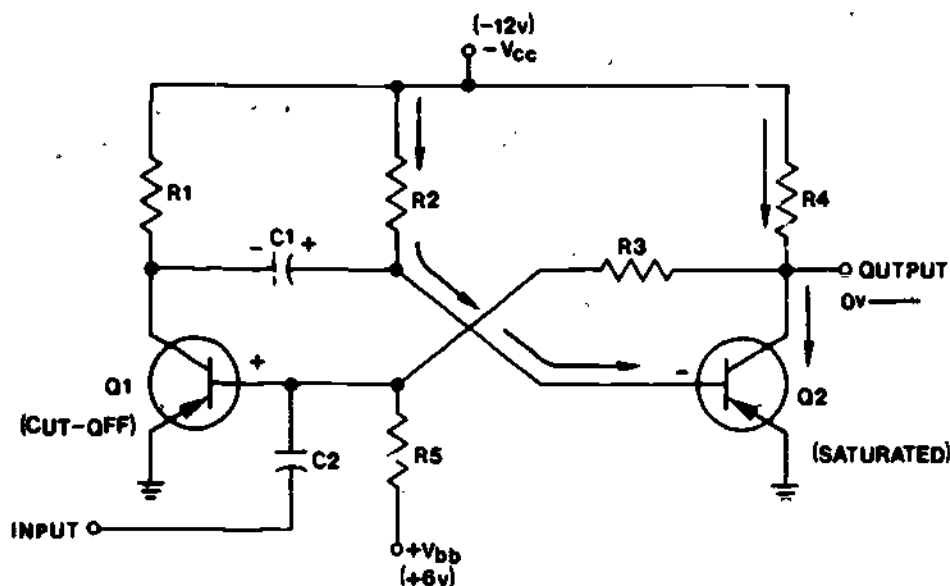 (-12v)
- Vcc
R1
R2
R4
- C1 +
R3
OUTPUT
0v
+
-
Q1
Q2
(CUT-OFF)
C2
R5
(SATURATED)
INPUT
+Vbb
(+6v)